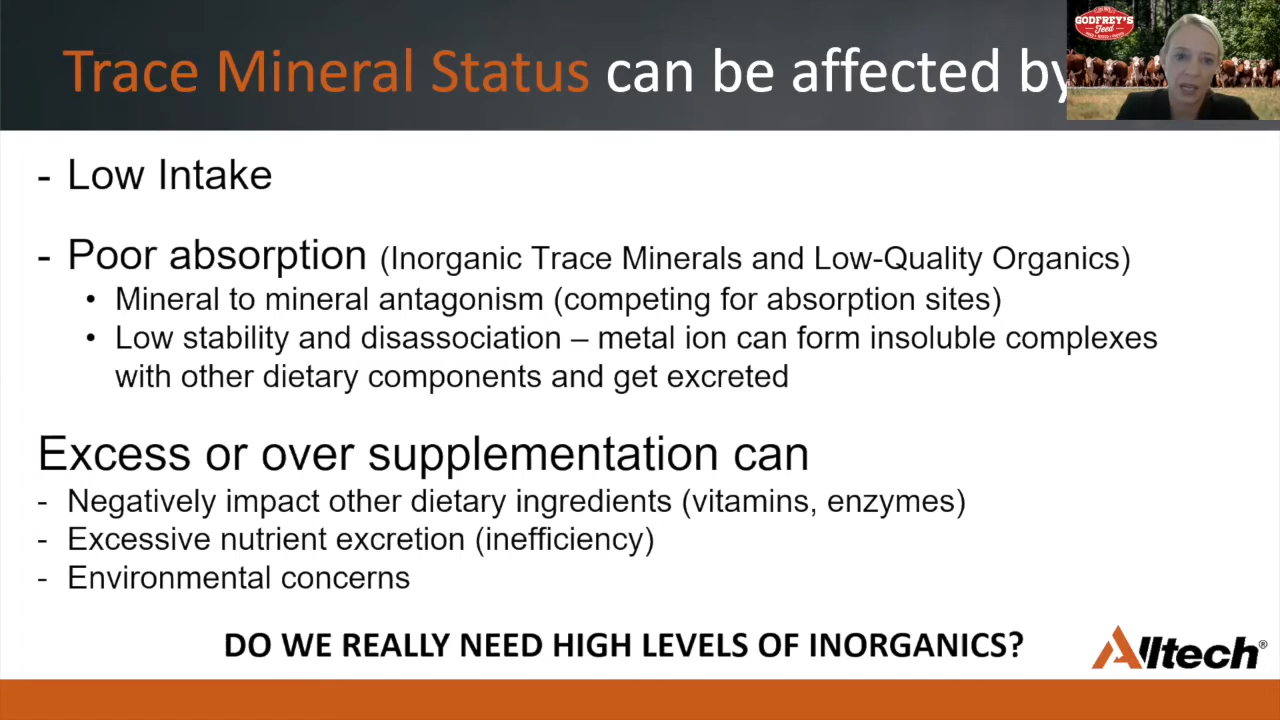 Trace Mineral Status can be affected by
GODFREY'S
Feed
- Low Intake
- Poor absorption (Inorganic Trace Minerals and Low-Quality Organics)
• Mineral to mineral antagonism (competing for absorption sites)
• Low stability and disassociation – metal ion can form insoluble complexes
with other dietary components and get excreted
Excess or over supplementation can
- Negatively impact other dietary ingredients (vitamins, enzymes)
- Excessive nutrient excretion (inefficiency)
- Environmental concerns
DO WE REALLY NEED HIGH LEVELS OF INORGANICS?
Alltech®